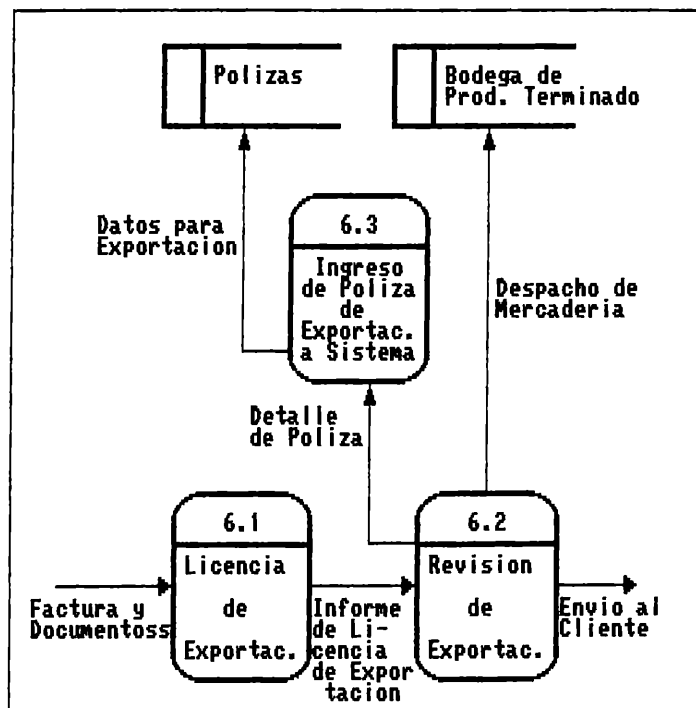 Polizas
Bodega de
Prod. Terminado
Datos para
Exportacion
6.3
Ingreso
de Poliza
de
Exportac.
a Sistema
Despacho de
Mercaderia
Detalle
de Poliza
6.1
Licencia
de
Exportac.
6.2
Revision
de
Exportac.
Factura y
Documentoss
Informe
de Li-
cencia
de Expor
tacion
Envio al
Cliente